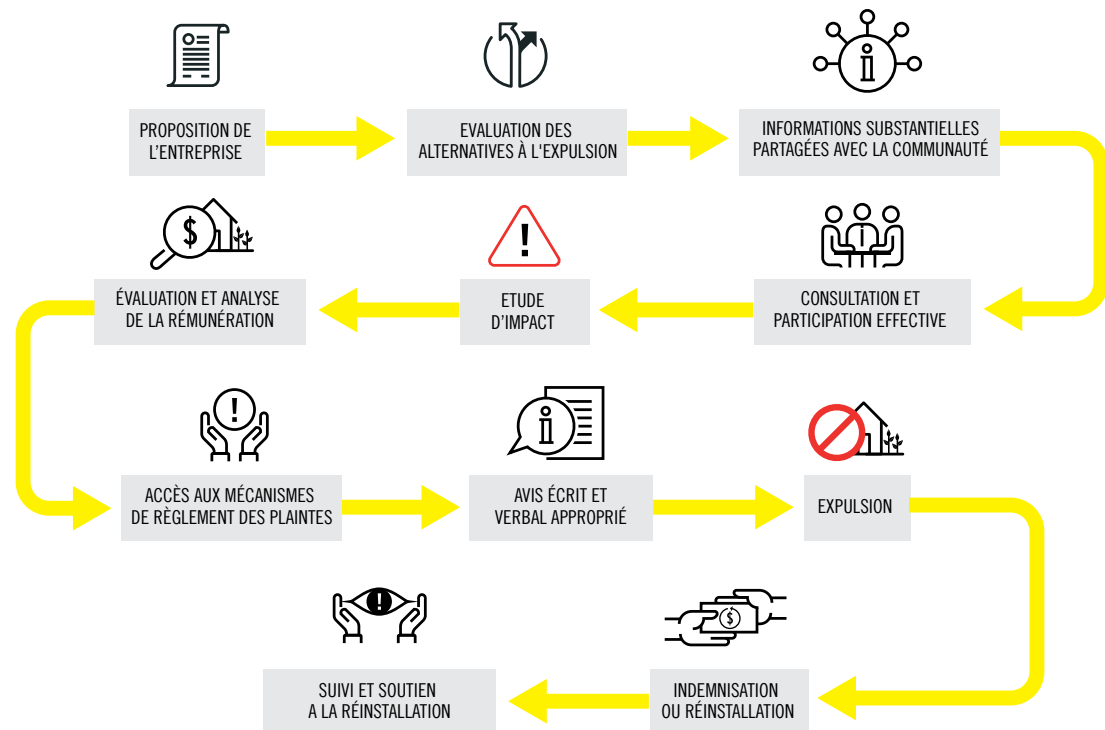 PROPOSITION DE
L'ENTREPRISE
EVALUATION DES
ALTERNATIVES À L'EXPULSION
INFORMATIONS SUBSTANTIELLES
PARTAGÉES AVEC LA COMMUNAUTÉ
CONSULTATION ET
PARTICIPATION EFFECTIVE
ETUDE
D'IMPACT
ÉVALUATION ET ANALYSE
DE LA RÉMUNÉRATION
ACCÈS AUX MÉCANISMES
DE RÈGLEMENT DES PLAINTES
AVIS ÉCRIT ET
VERBAL APPROPRIÉ
EXPULSION
INDEMNISATION
OU RÉINSTALLATION
SUIVI ET SOUTIEN
A LA RÉINSTALLATION